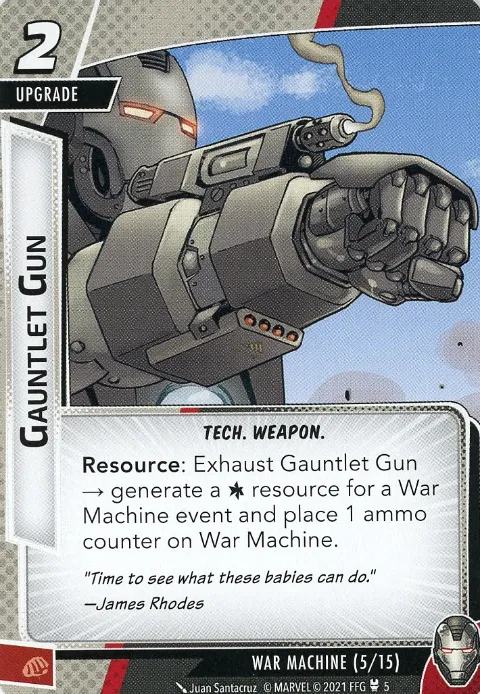 2
UPGRADE
GAUNTLET GUN
TECH. WEAPON.
Resource: Exhaust Gauntlet Gun
→ generate a resource for a War
Machine event and place 1 ammo
counter on War Machine.
"Time to see what these babies can do."
—James Rhodes
WAR MACHINE (5/15)
Juan Santacruz © MARVEL © 2021 FFG 5